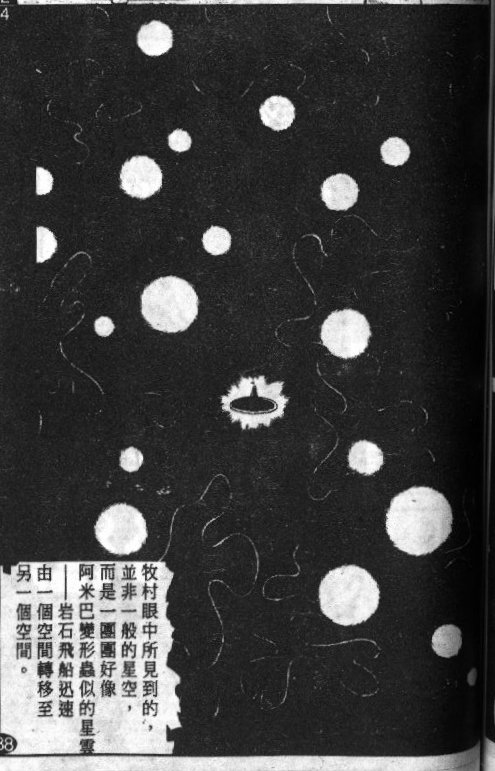 牧村眼中所見到的，
並非一般的星空，
而是一團團好像
阿米巴變形蟲似的星雲
——岩石飛船迅速
由一個空間轉移至
另一個空間。